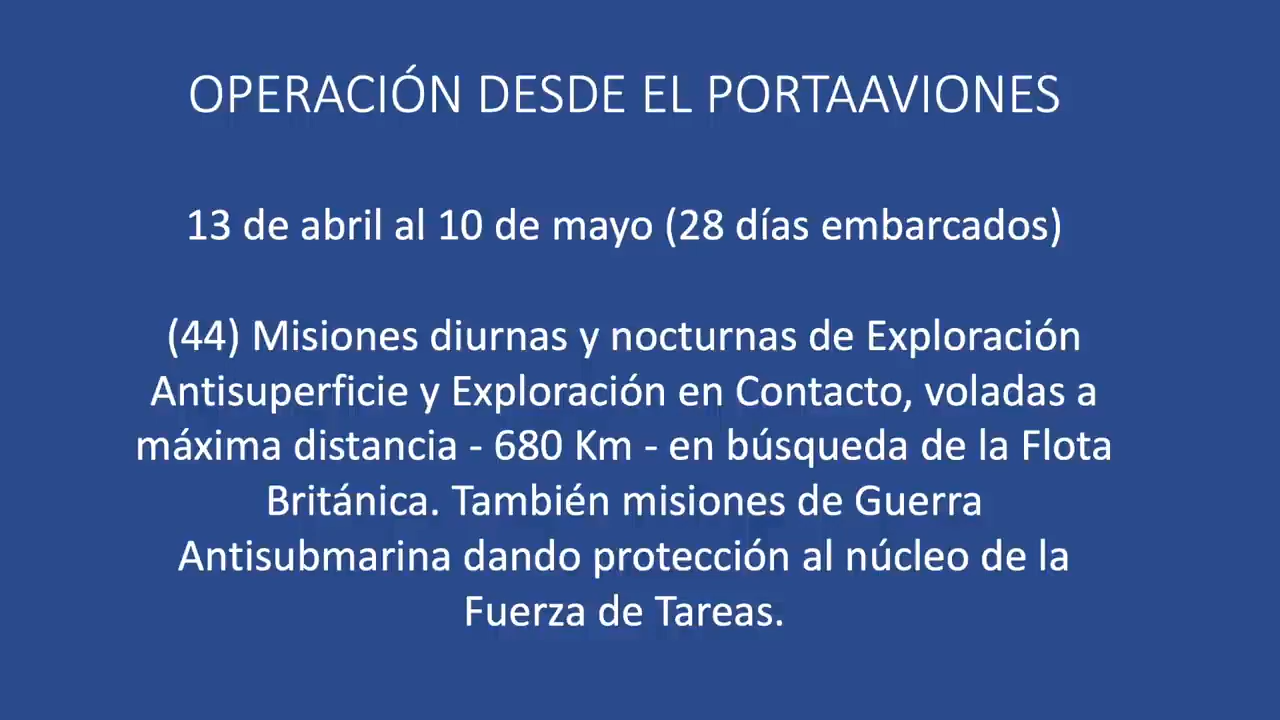 OPERACIÓN DESDE EL PORTAAVIONES
13 de abril al 10 de mayo (28 días embarcados)
(44) Misiones diurnas y nocturnas de Exploración
Antisuperficie y Exploración en Contacto, voladas a
máxima distancia - 680 Km - en búsqueda de la Flota
Británica. También misiones de Guerra
Antisubmarina dando protección al núcleo de la
Fuerza de Tareas.